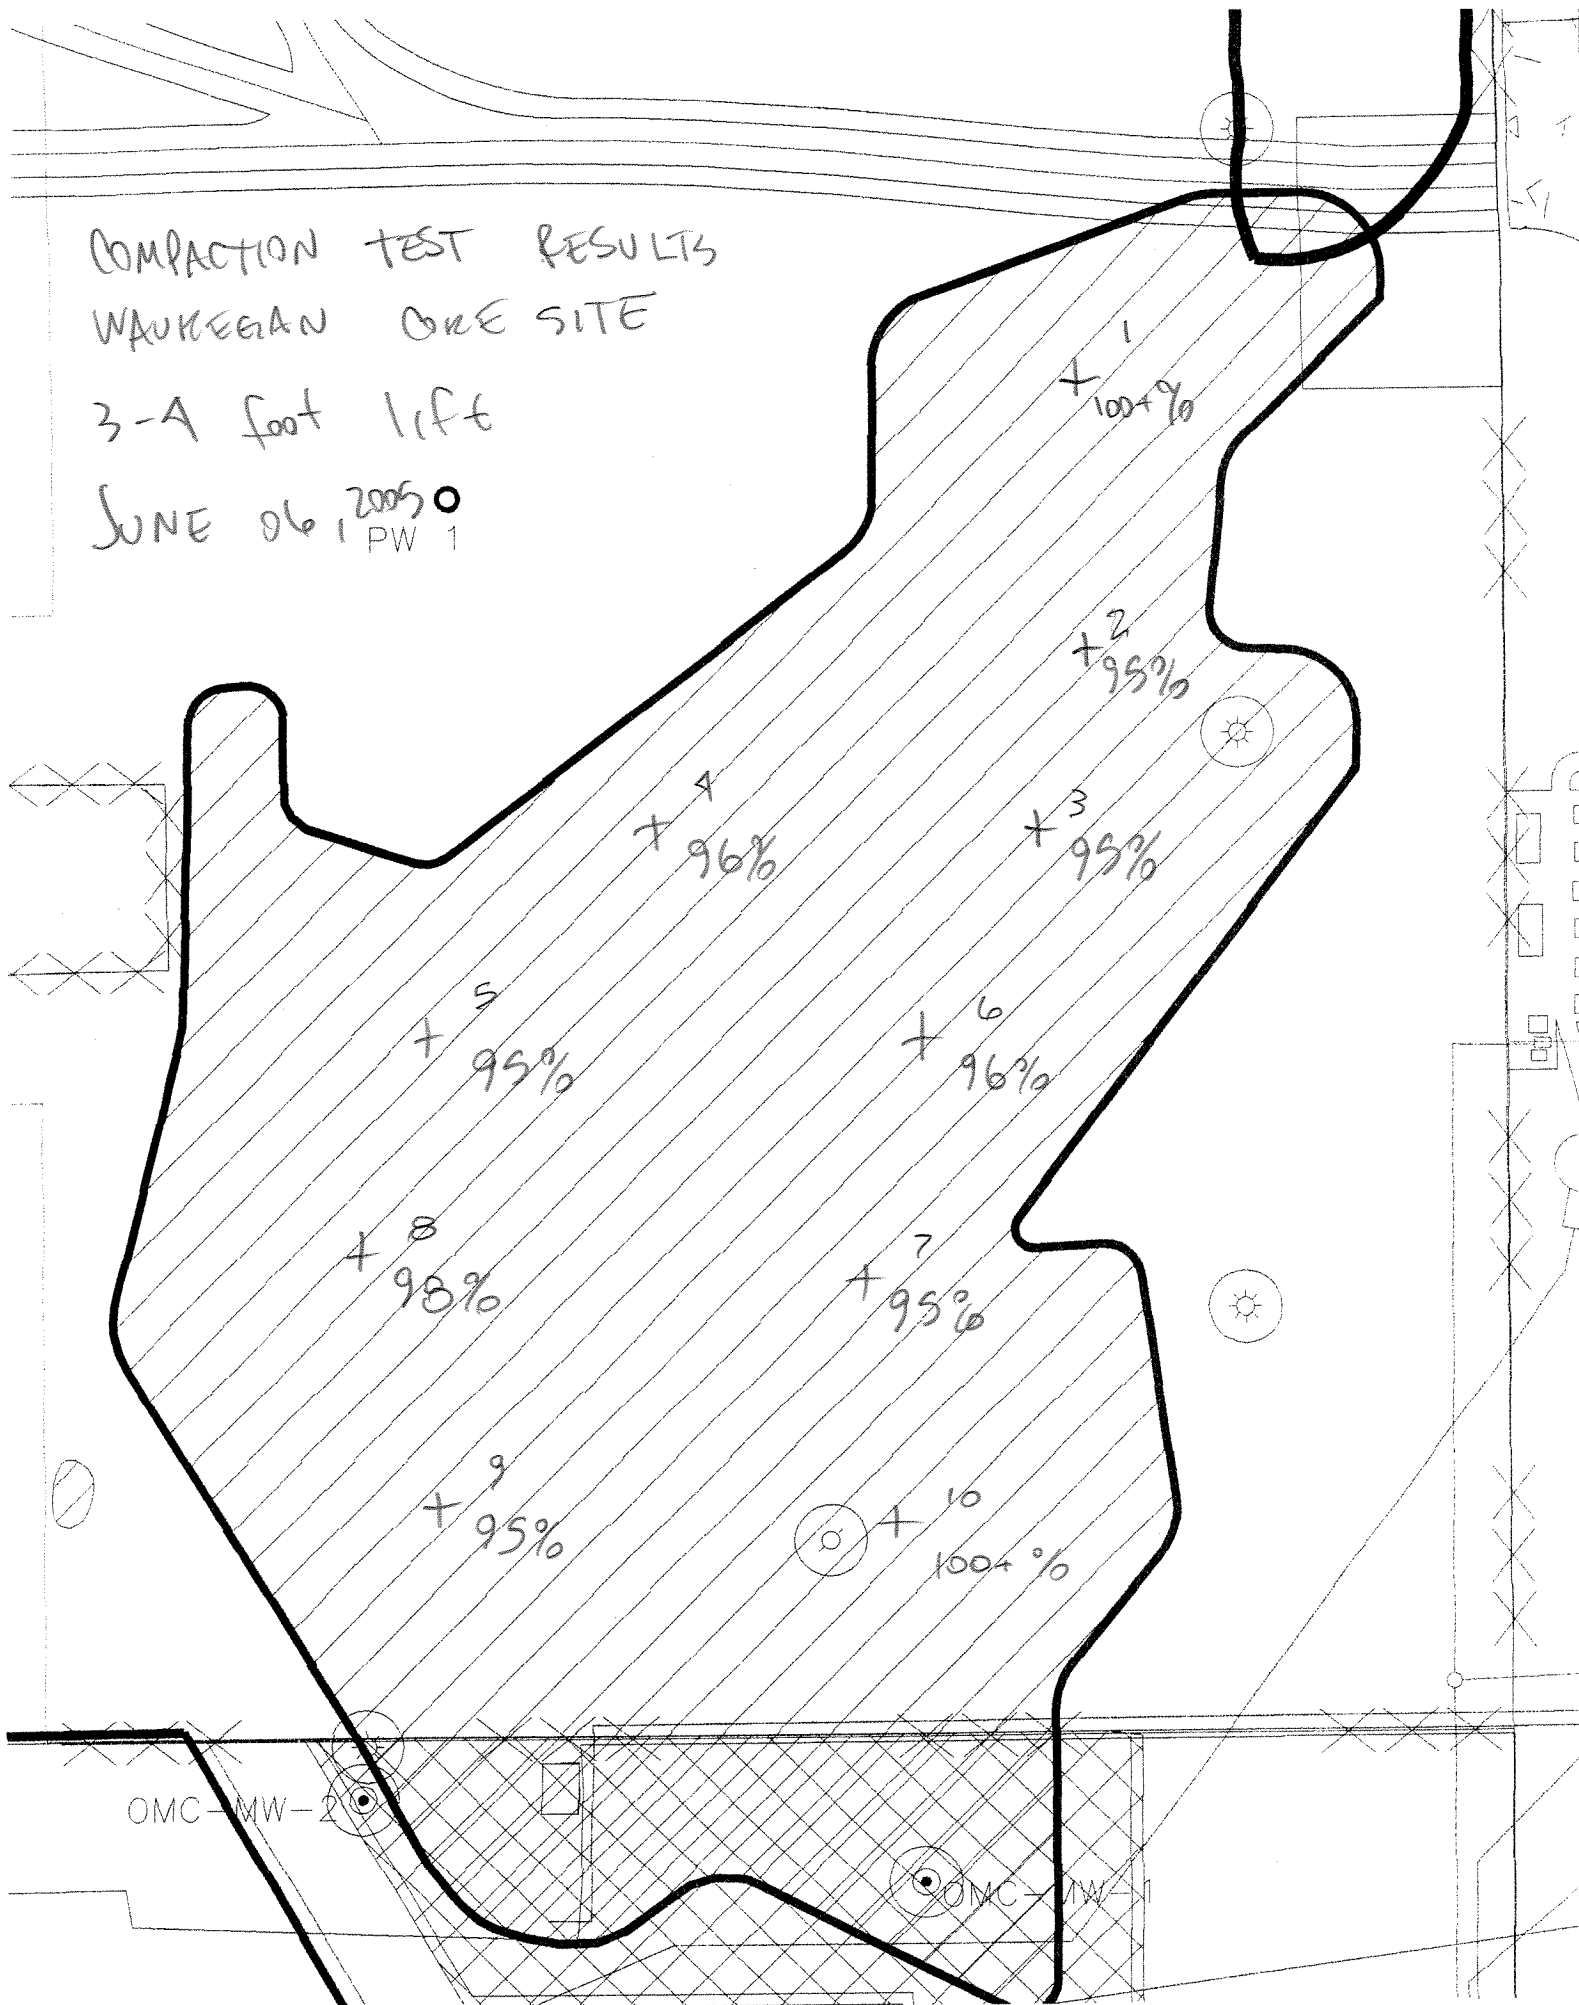 COMPACTION TEST RESULTS
WAUKEGAN COKE SITE
3-4 foot lift
JUNE 06, 2005
PW 1
1
100+%
2
95%
3
95%
4
96%
5
95%
6
96%
7
95%
8
98%
9
95%
10
100+%
OMC-MW-2
OMC-MW-1